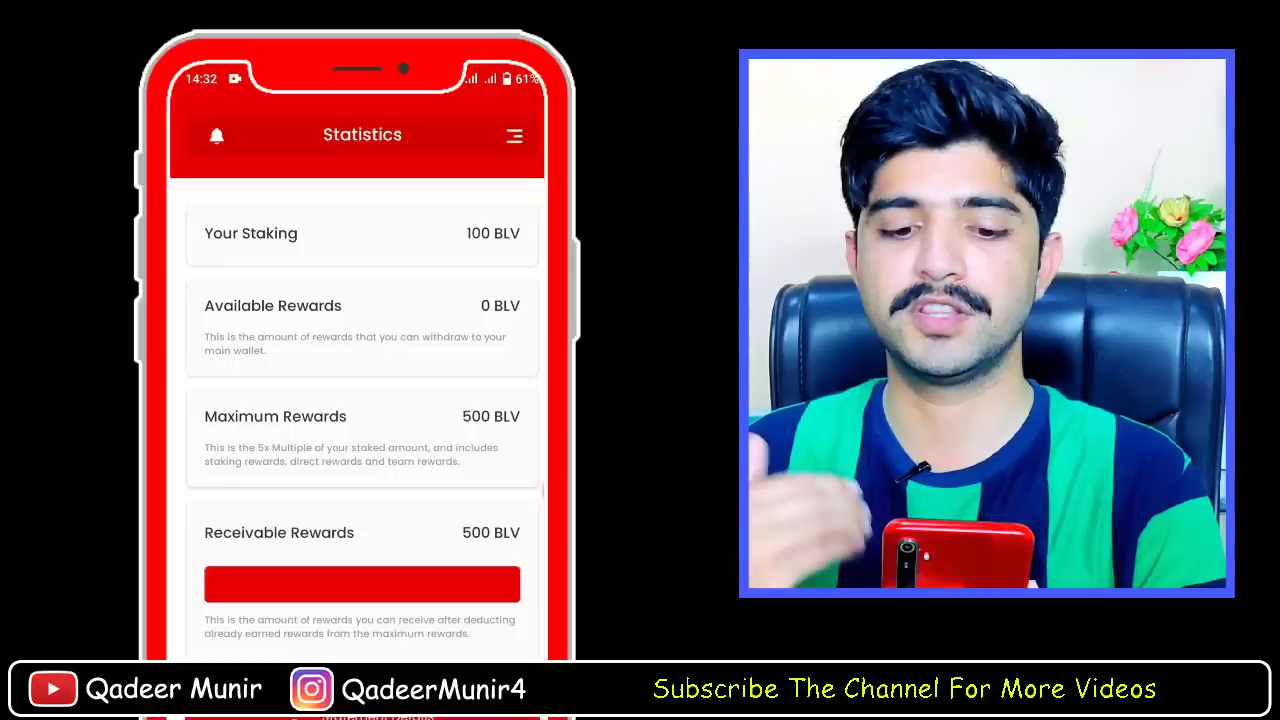 14:32
61%
Statistics
Your Staking 100 BLV
Available Rewards 0 BLV
This is the amount of rewards that you can withdraw to your
main wallet.
Maximum Rewards 500 BLV
This is the 5x Multiple of your staked amount, and includes
staking rewards, direct rewards and team rewards.
Receivable Rewards 500 BLV
This is the amount of rewards you can receive after deducting
already earned rewards from the maximum rewards.
Qadeer Munir QadeerMunir4 Subscribe The Channel For More Videos